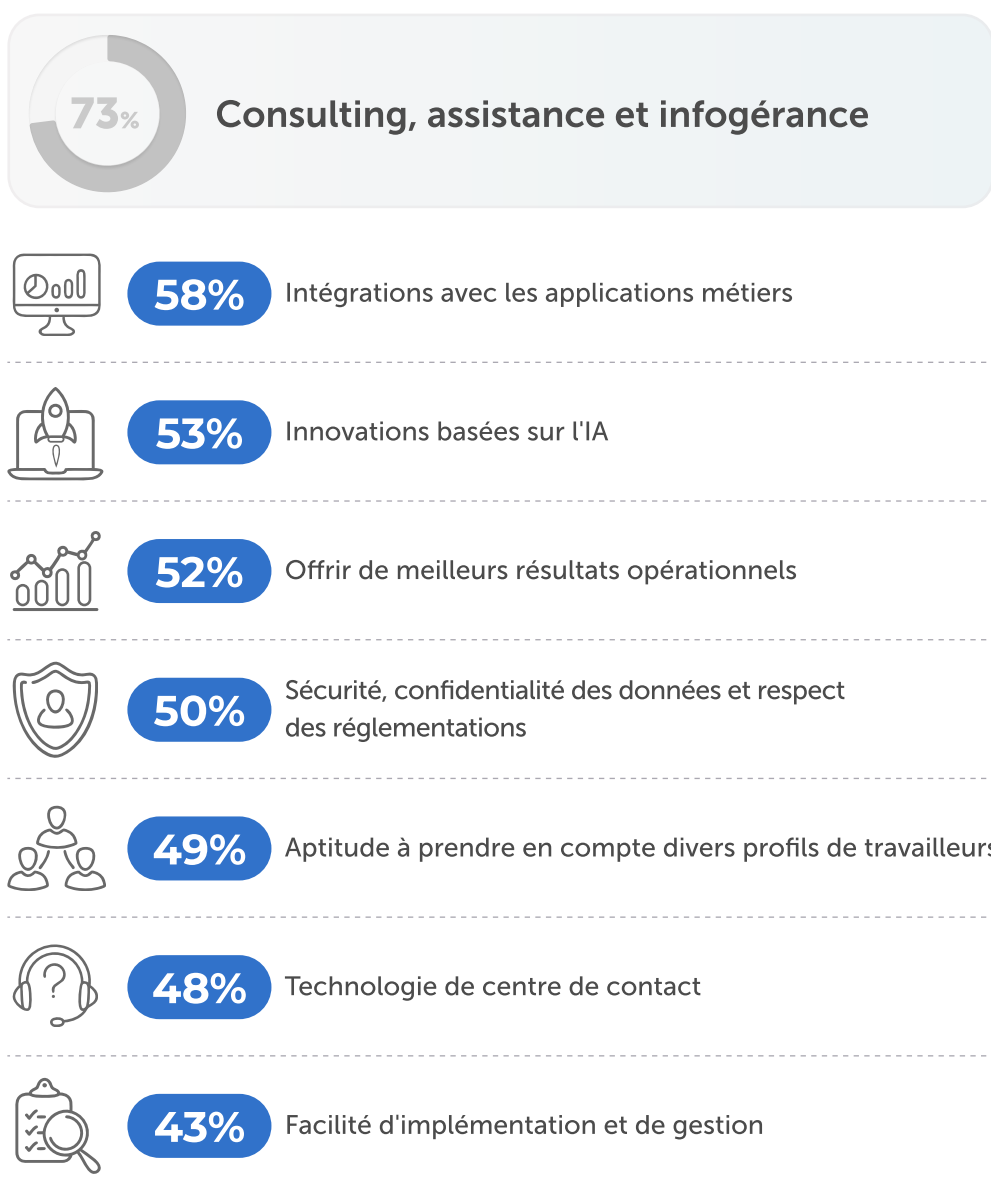 73%
Consulting, assistance et infogérance
58%
Intégrations avec les applications métiers
53%
Innovations basées sur l'IA
52%
Offrir de meilleurs résultats opérationnels
50%
Sécurité, confidentialité des données et respect
des réglementations
49%
Aptitude à prendre en compte divers profils de travailleurs
48%
Technologie de centre de contact
43%
Facilité d'implémentation et de gestion